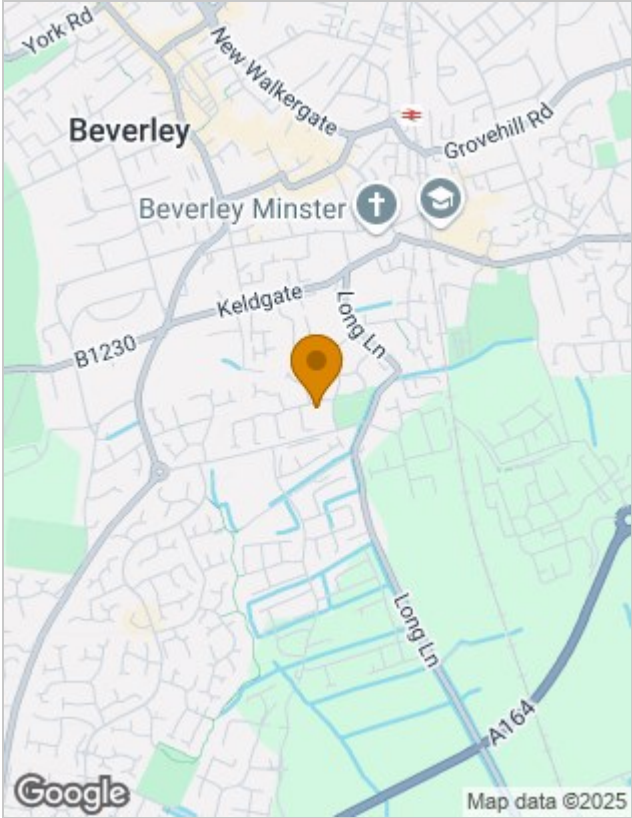 York Rd
New Walkergate
Beverley
Grovehill Rd
Beverley Minster
Keldgate
Long Ln
B1230
Long Ln
A164
Google
Map data ©2025